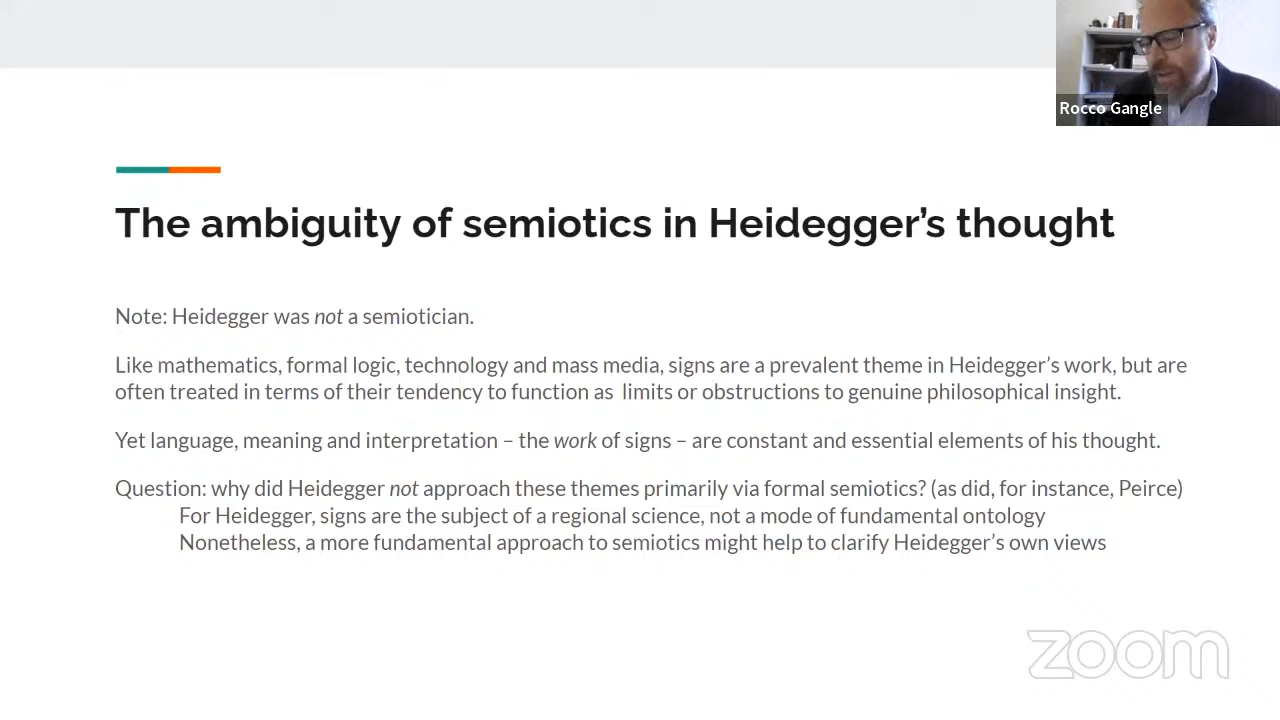 Rocco Gangle
The ambiguity of semiotics in Heidegger’s thought
Note: Heidegger was not a semiotician.
Like mathematics, formal logic, technology and mass media, signs are a prevalent theme in Heidegger’s work, but are
often treated in terms of their tendency to function as  limits or obstructions to genuine philosophical insight.
Yet language, meaning and interpretation – the work of signs – are constant and essential elements of his thought.
Question: why did Heidegger not approach these themes primarily via formal semiotics? (as did, for instance, Peirce)
For Heidegger, signs are the subject of a regional science, not a mode of fundamental ontology
Nonetheless, a more fundamental approach to semiotics might help to clarify Heidegger’s own views
zoom